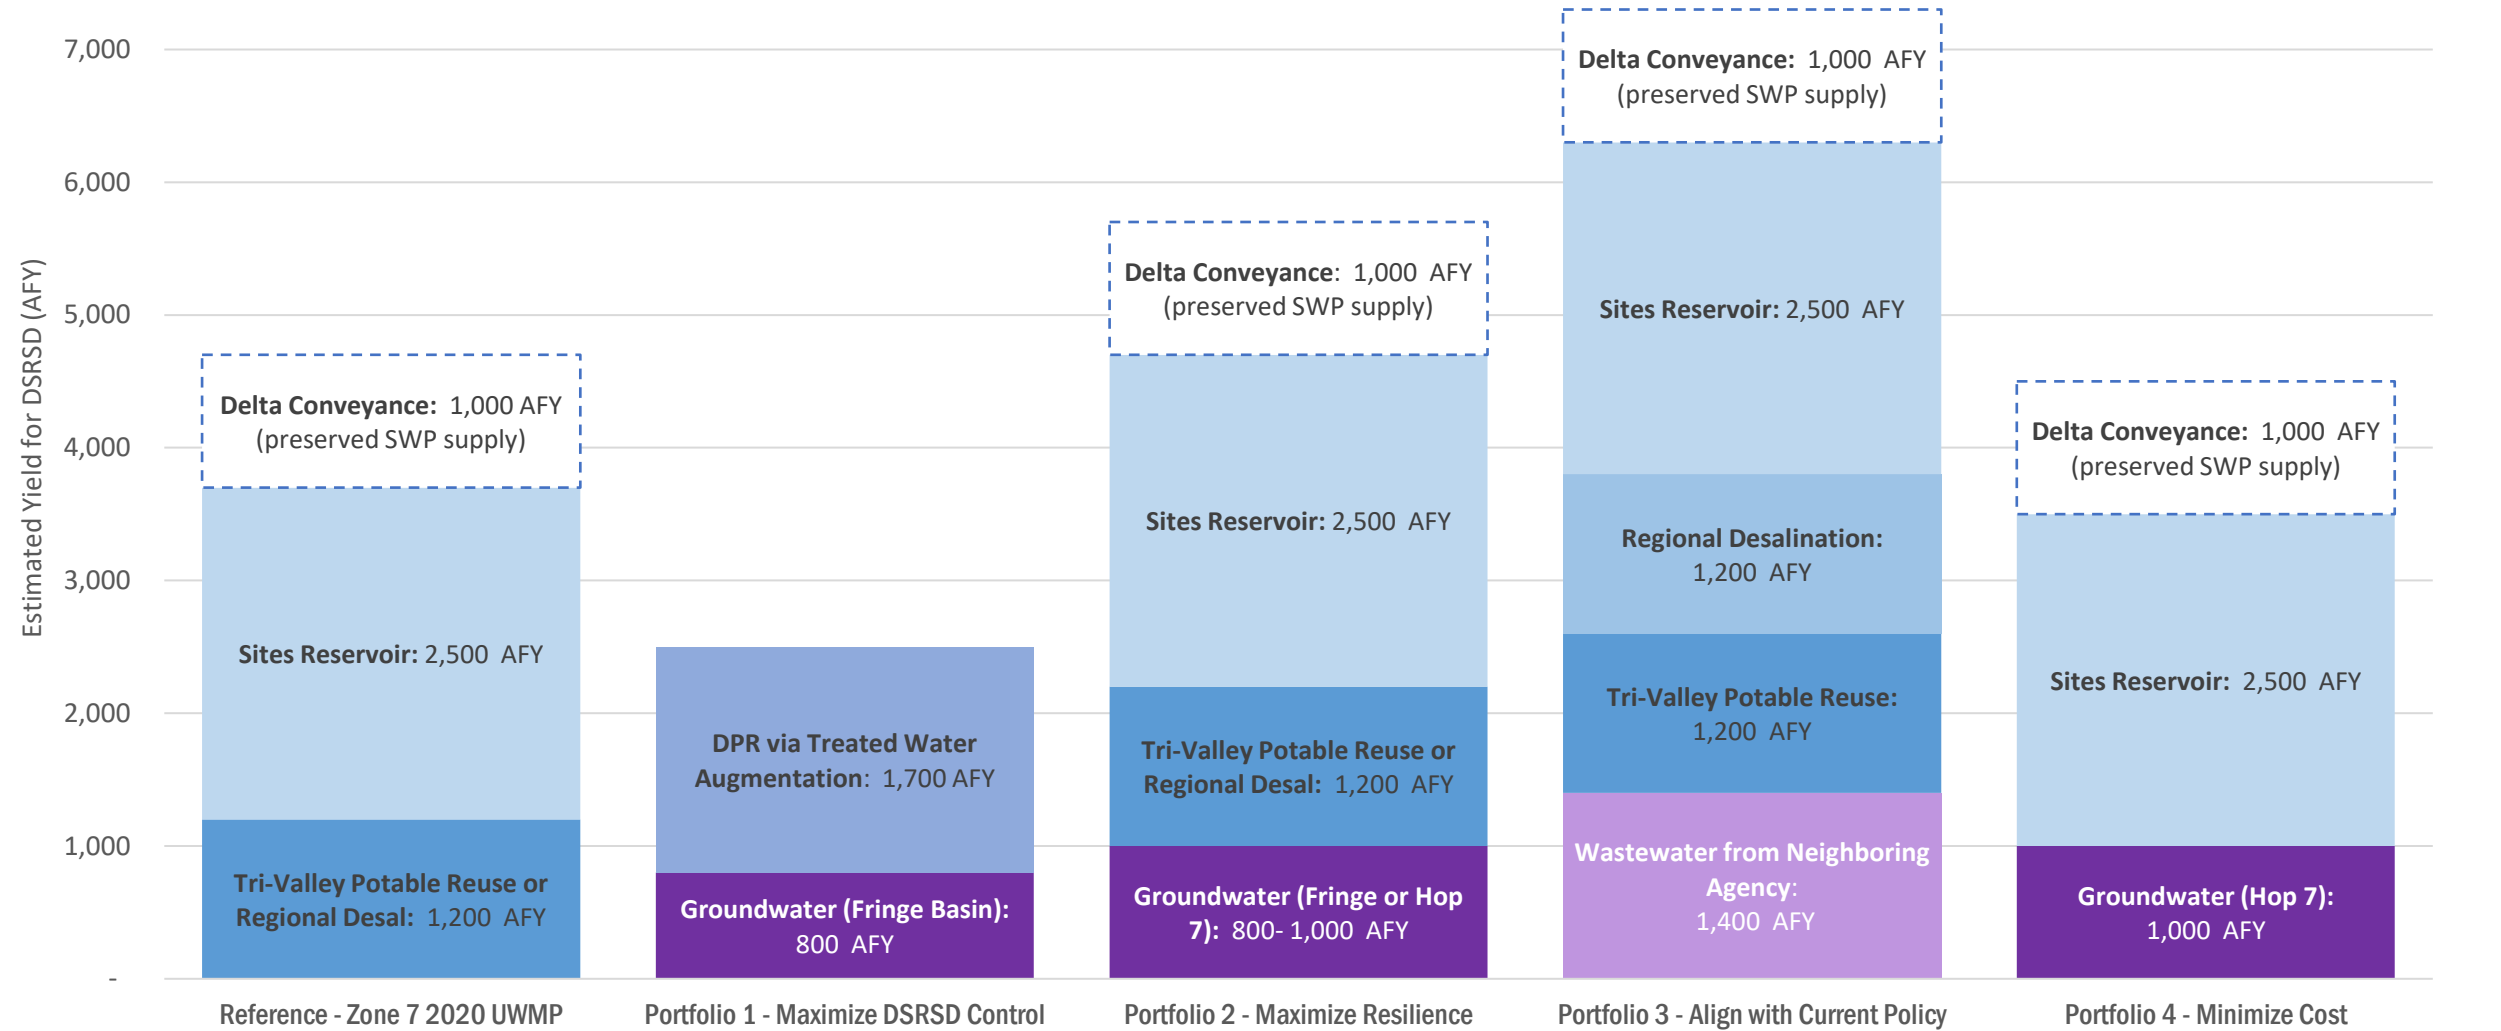 Estimated Yield for DSRSD (AFY)
7,000
6,000
5,000
4,000
3,000
2,000
1,000
-
Delta Conveyance: 1,000 AFY
(preserved SWP supply)
Sites Reservoir: 2,500 AFY
Tri-Valley Potable Reuse or
Regional Desal: 1,200 AFY
Reference - Zone 7 2020 UWMP
DPR via Treated Water
Augmentation: 1,700 AFY
Groundwater (Fringe Basin):
800 AFY
Portfolio 1 - Maximize DSRSD Control
Delta Conveyance: 1,000 AFY
(preserved SWP supply)
Sites Reservoir: 2,500 AFY
Tri-Valley Potable Reuse or
Regional Desal: 1,200 AFY
Groundwater (Fringe or Hop
7): 800- 1,000 AFY
Portfolio 2 - Maximize Resilience
Delta Conveyance: 1,000 AFY
(preserved SWP supply)
Sites Reservoir: 2,500 AFY
Regional Desalination:
1,200 AFY
Tri-Valley Potable Reuse:
1,200 AFY
Wastewater from Neighboring
Agency:
1,400 AFY
Portfolio 3 - Align with Current Policy
Delta Conveyance: 1,000 AFY
(preserved SWP supply)
Sites Reservoir: 2,500 AFY
Groundwater (Hop 7):
1,000 AFY
Portfolio 4 - Minimize Cost